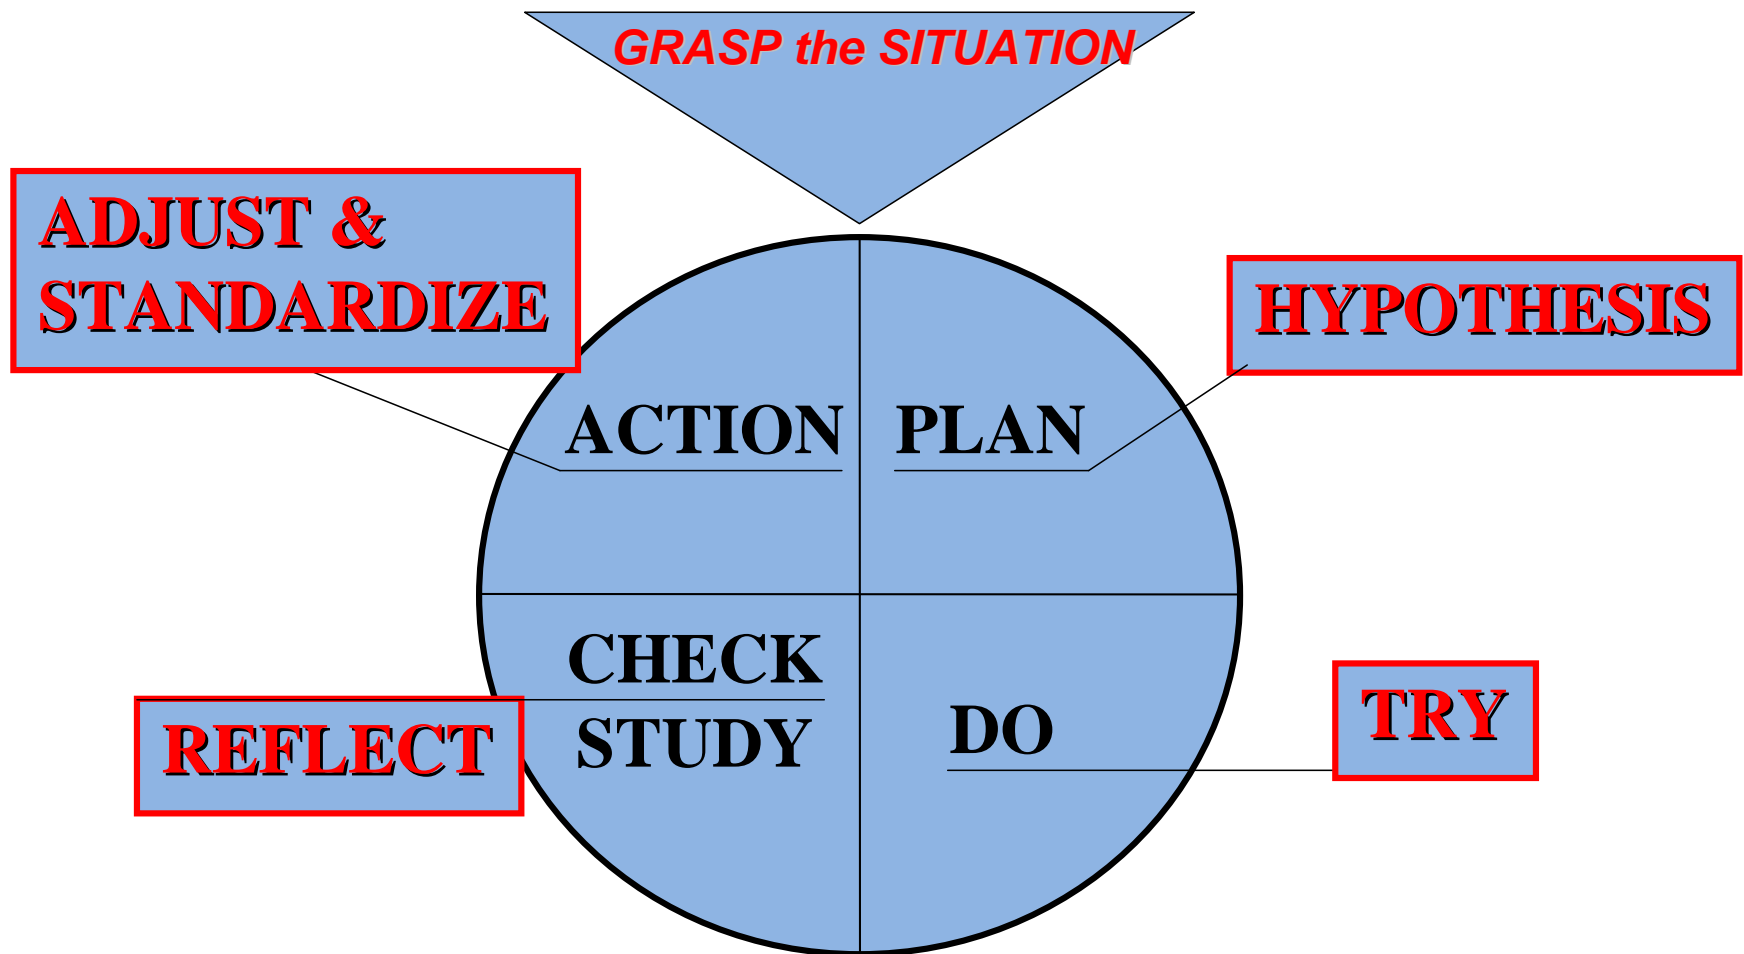 GRASP the SITUATION
ADJUST &
STANDARDIZE
HYPOTHESIS
ACTION
PLAN
CHECK
STUDY
DO
REFLECT
TRY